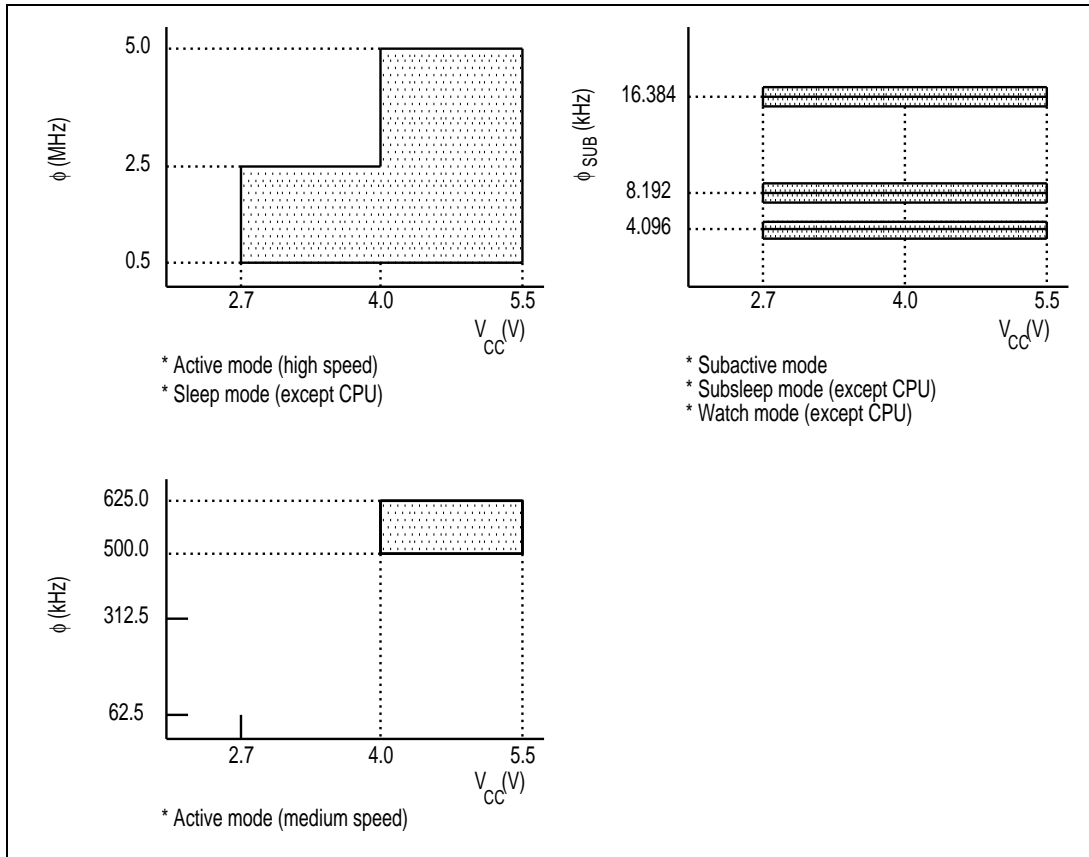 φ (MHz)
5.0
2.5
0.5
2.7 4.0 5.5
VCC(V)
* Active mode (high speed)
* Sleep mode (except CPU)
φSUB (kHz)
16.384
8.192
4.096
2.7 4.0 5.5
VCC(V)
* Subactive mode
* Subsleep mode (except CPU)
* Watch mode (except CPU)
φ (kHz)
625.0
500.0
312.5
62.5
2.7 4.0 5.5
VCC(V)
* Active mode (medium speed)